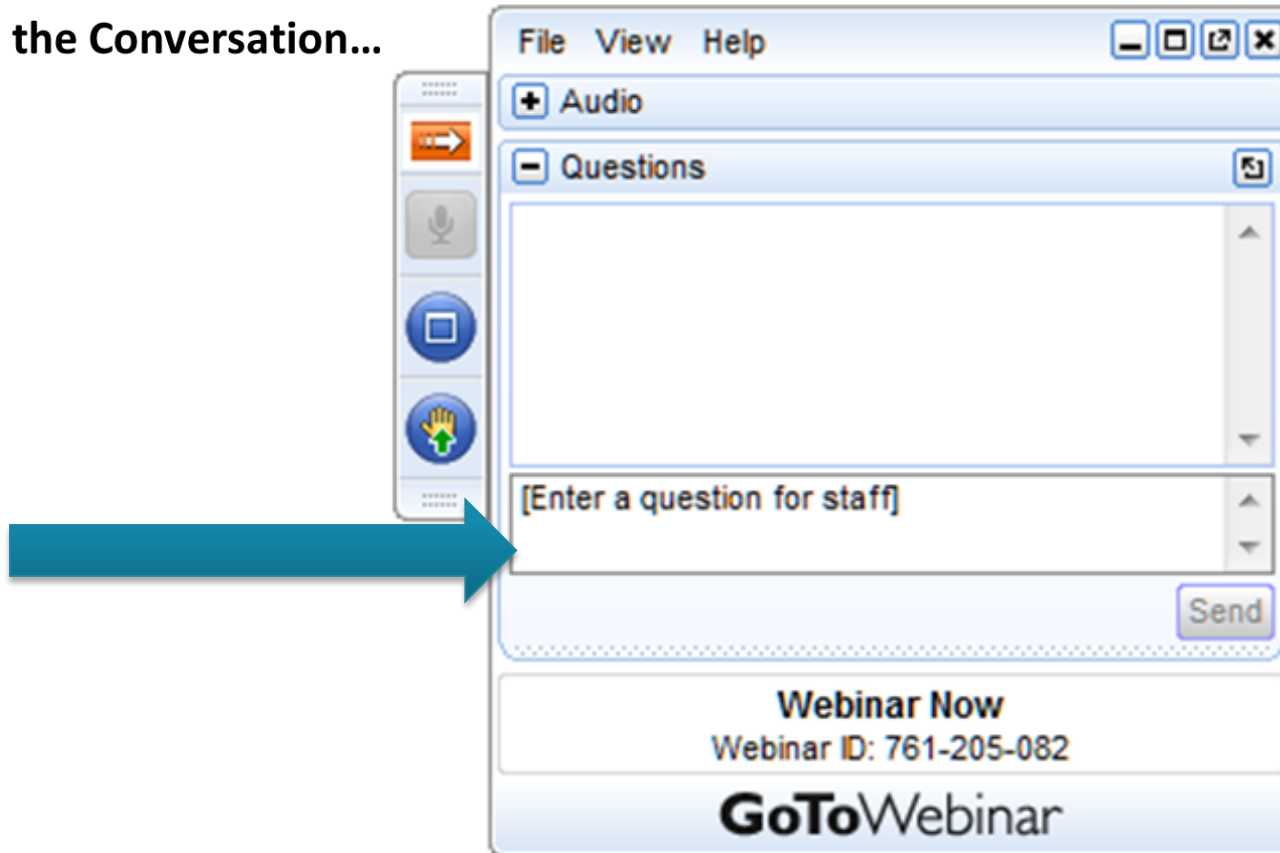 the Conversation...
File View Help
Audio
Questions
[Enter a question for staff]
Send
Webinar Now
Webinar ID: 761-205-082
GoToWebinar